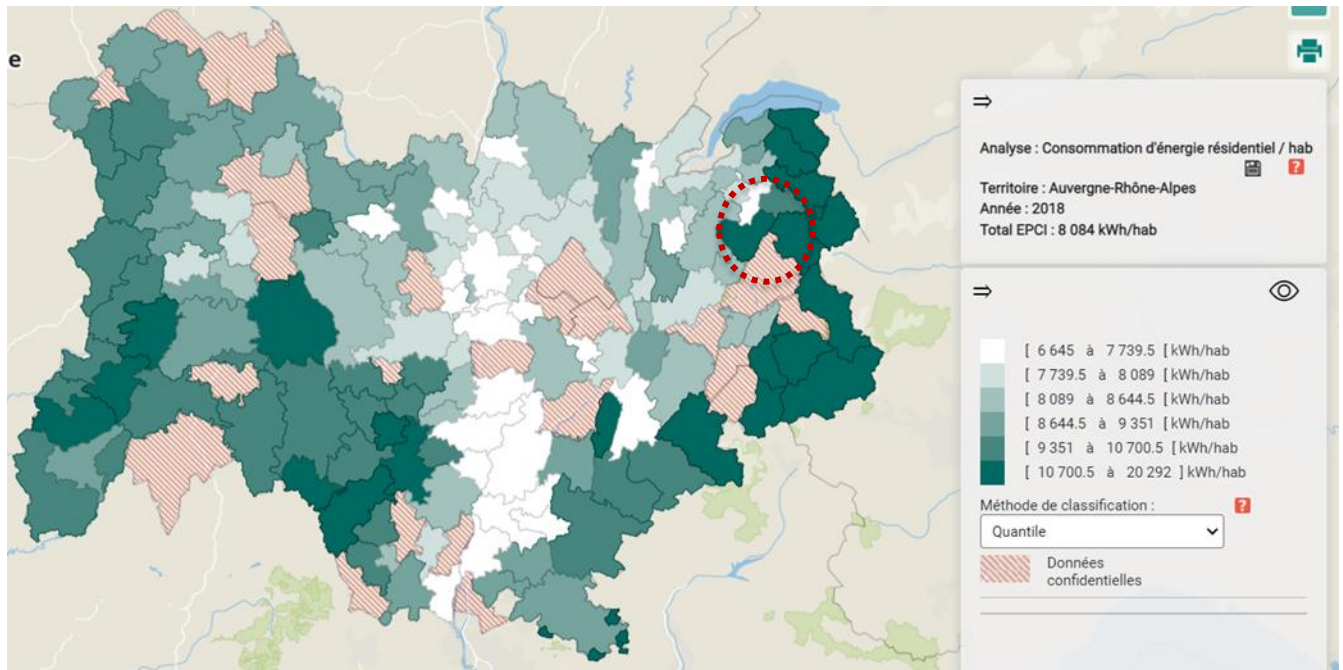 e
⇒
Analyse : Consommation d'énergie résidentiel / hab
?
Territoire : Auvergne-Rhône-Alpes
Année : 2018
Total EPCI : 8 084 kWh/hab
⇒
[ 6 645 à 7 739.5 [ kWh/hab
[ 7 739.5 à 8 089 [ kWh/hab
[ 8 089 à 8 644.5 [ kWh/hab
[ 8 644.5 à 9 351 [ kWh/hab
[ 9 351 à 10 700.5 [ kWh/hab
[ 10 700.5 à 20 292 ] kWh/hab
Méthode de classification : ?
Quantile
Données
confidentielles